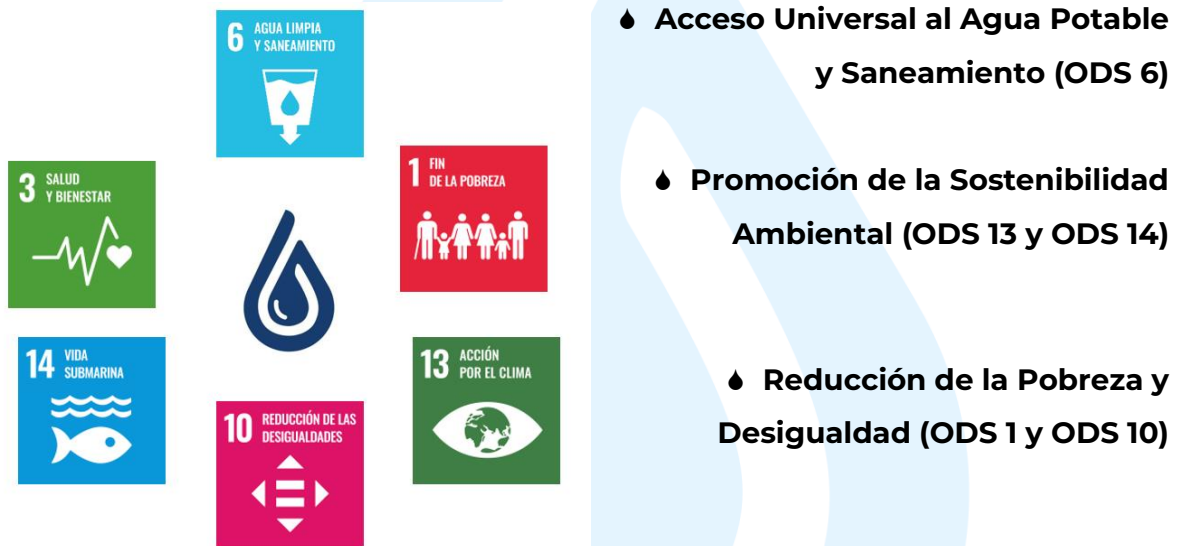 6 AGUA LIMPIA
Y SANEAMIENTO
3 SALUD
Y BIENESTAR
1 FIN
DE LA POBREZA
14 VIDA
SUBMARINA
13 ACCIÓN
POR EL CLIMA
10 REDUCCIÓN DE LAS
DESIGUALDADES
Acceso Universal al Agua Potable
y Saneamiento (ODS 6)
Promoción de la Sostenibilidad
Ambiental (ODS 13 y ODS 14)
Reducción de la Pobreza y
Desigualdad (ODS 1 y ODS 10)